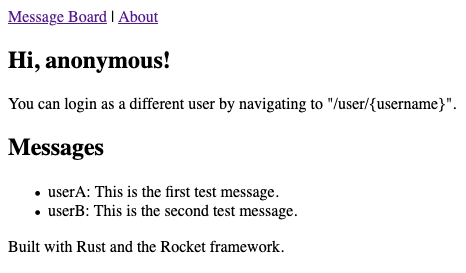 Message Board | About
Hi, anonymous!
You can login as a different user by navigating to "/user/{username}".
Messages
• userA: This is the first test message.
• userB: This is the second test message.
Built with Rust and the Rocket framework.